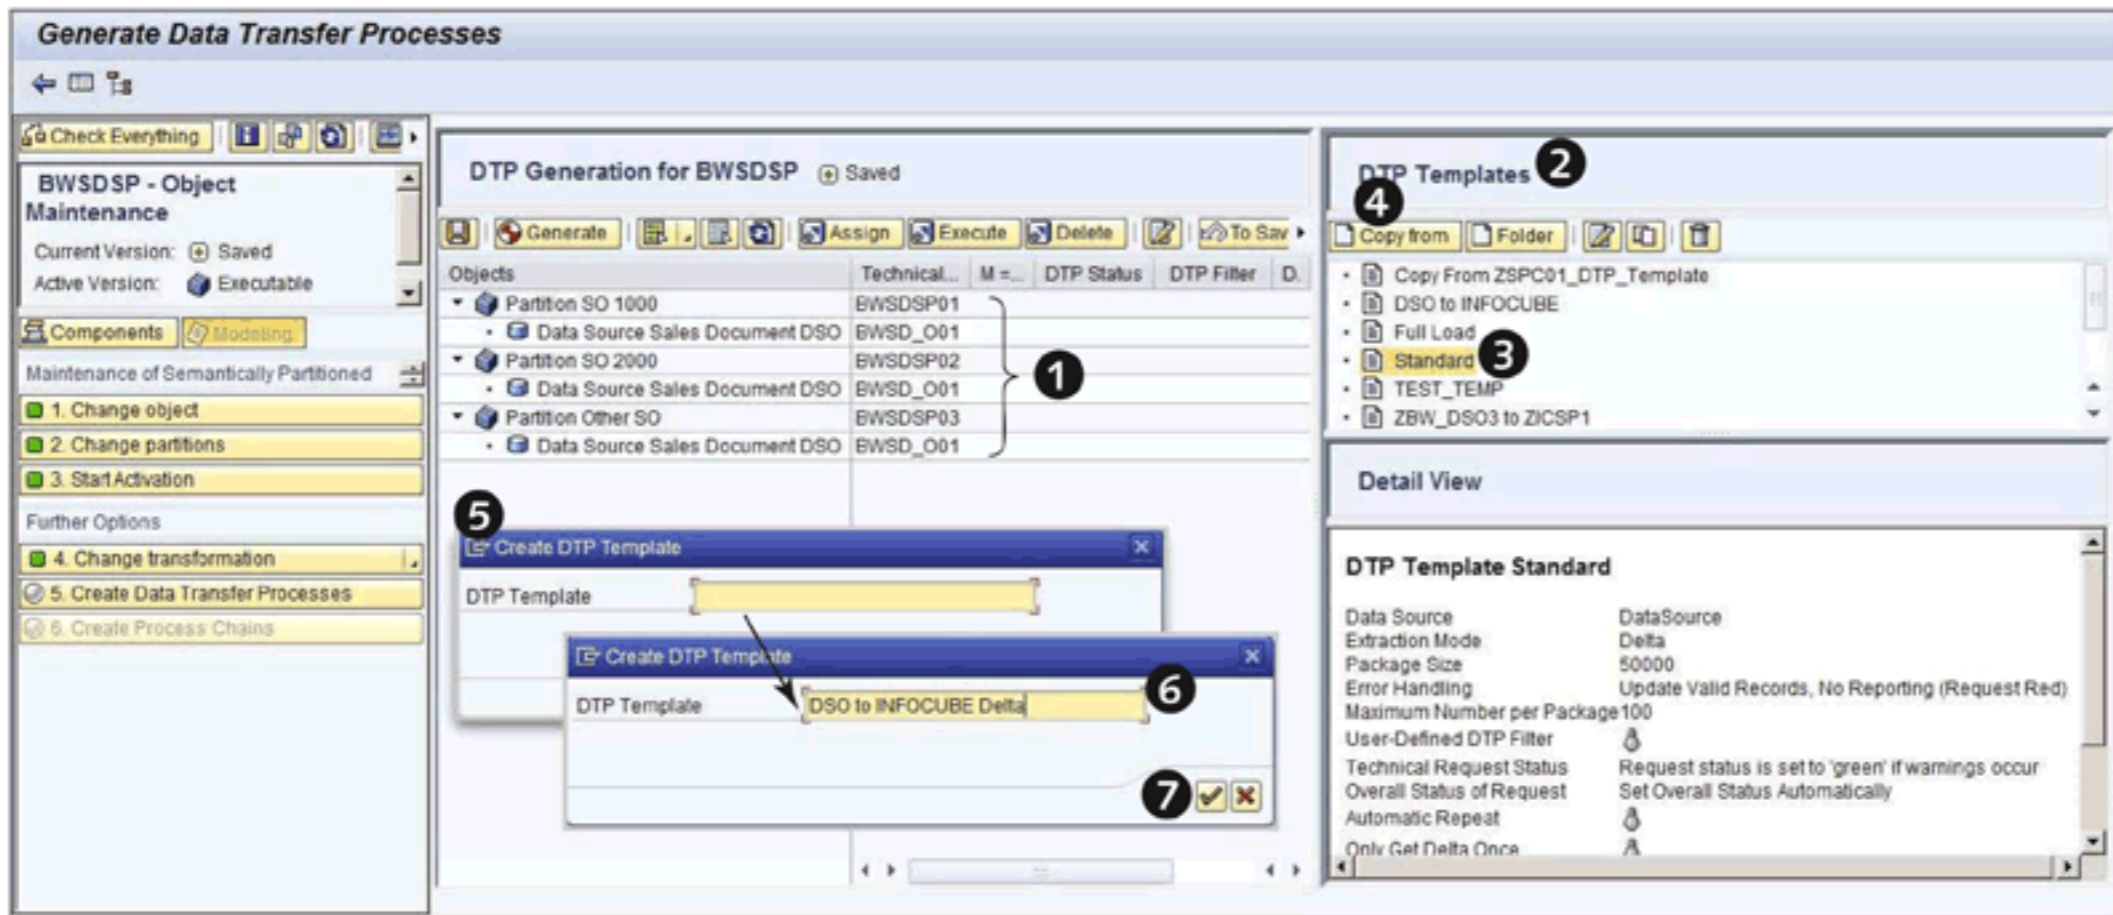 Generate Data Transfer Processes
Check Everything
BWSDSP - Object
Maintenance
Current Version: Saved
Active Version: Executable
Components Modeling
Maintenance of Semantically Partitioned
1. Change object
2. Change partitions
3. Start Activation
Further Options
4. Change transformation
5. Create Data Transfer Processes
6. Create Process Chains
DTP Generation for BWSDSP Saved
Generate Assign Execute Delete To Sav
Objects Technical... M =... DTP Status DTP Filter D.
Partition SO 1000 BWSDSP01
Data Source Sales Document DSO BWSD_O01
Partition SO 2000 BWSDSP02
Data Source Sales Document DSO BWSD_O01
Partition Other SO BWSDSP03
Data Source Sales Document DSO BWSD_O01
1
5
Create DTP Template
DTP Template
Create DTP Template
DTP Template DSO to INFOCUBE Delta 6
7
DTP Templates 2
4
Copy from Folder
Copy From ZSPC01_DTP_Template
DSO to INFOCUBE
Full Load
Standard 3
TEST_TEMP
ZBW_DSO3 to ZICSP1
Detail View
DTP Template Standard
Data Source DataSource
Extraction Mode Delta
Package Size 50000
Error Handling Update Valid Records, No Reporting (Request Red)
Maximum Number per Package 100
User-Defined DTP Filter
Technical Request Status Request status is set to 'green' if warnings occur
Overall Status of Request Set Overall Status Automatically
Automatic Repeat
Only Get Delta Once